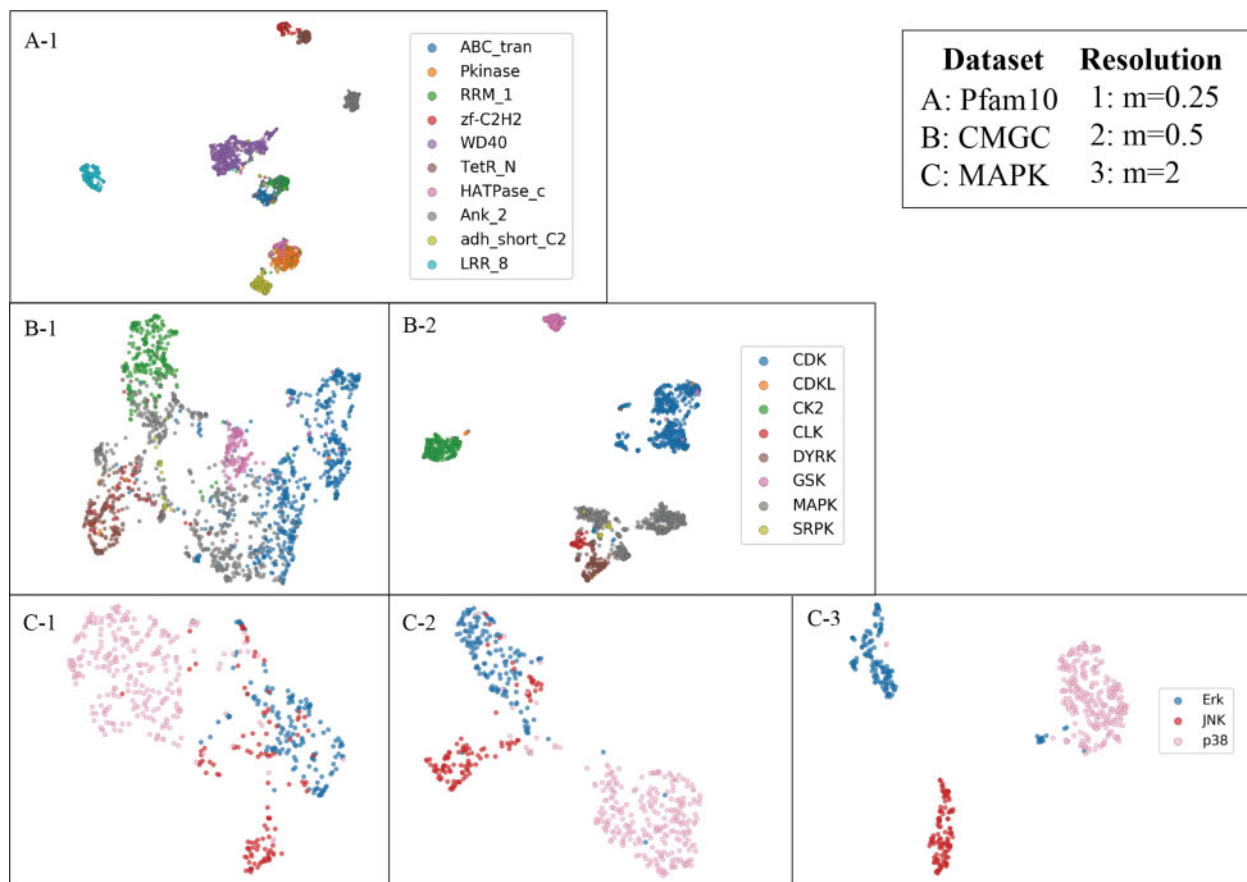 A-1
ABC_tran
Pkinase
RRM_1
zf-C2H2
WD40
TetR_N
HATPase_c
Ank_2
adh_short_C2
LRR_8
Dataset Resolution
A: Pfam10 1: m=0.25
B: CMGC 2: m=0.5
C: MAPK 3: m=2
B-1
B-2
CDK
CDKL
CK2
CLK
DYRK
GSK
MAPK
SRPK
C-1
C-2
C-3
Erk
JNK
p38